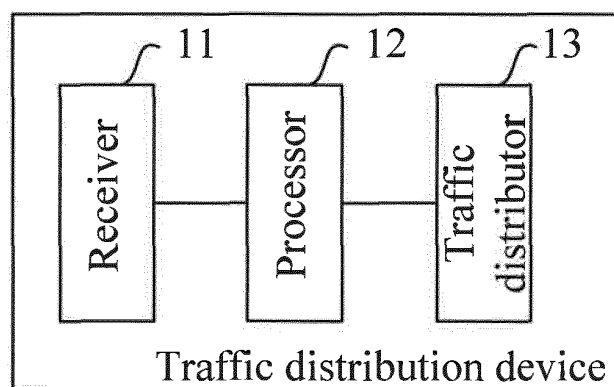 11
12
13
Receiver
Processor
Traffic
distributor
Traffic distribution device